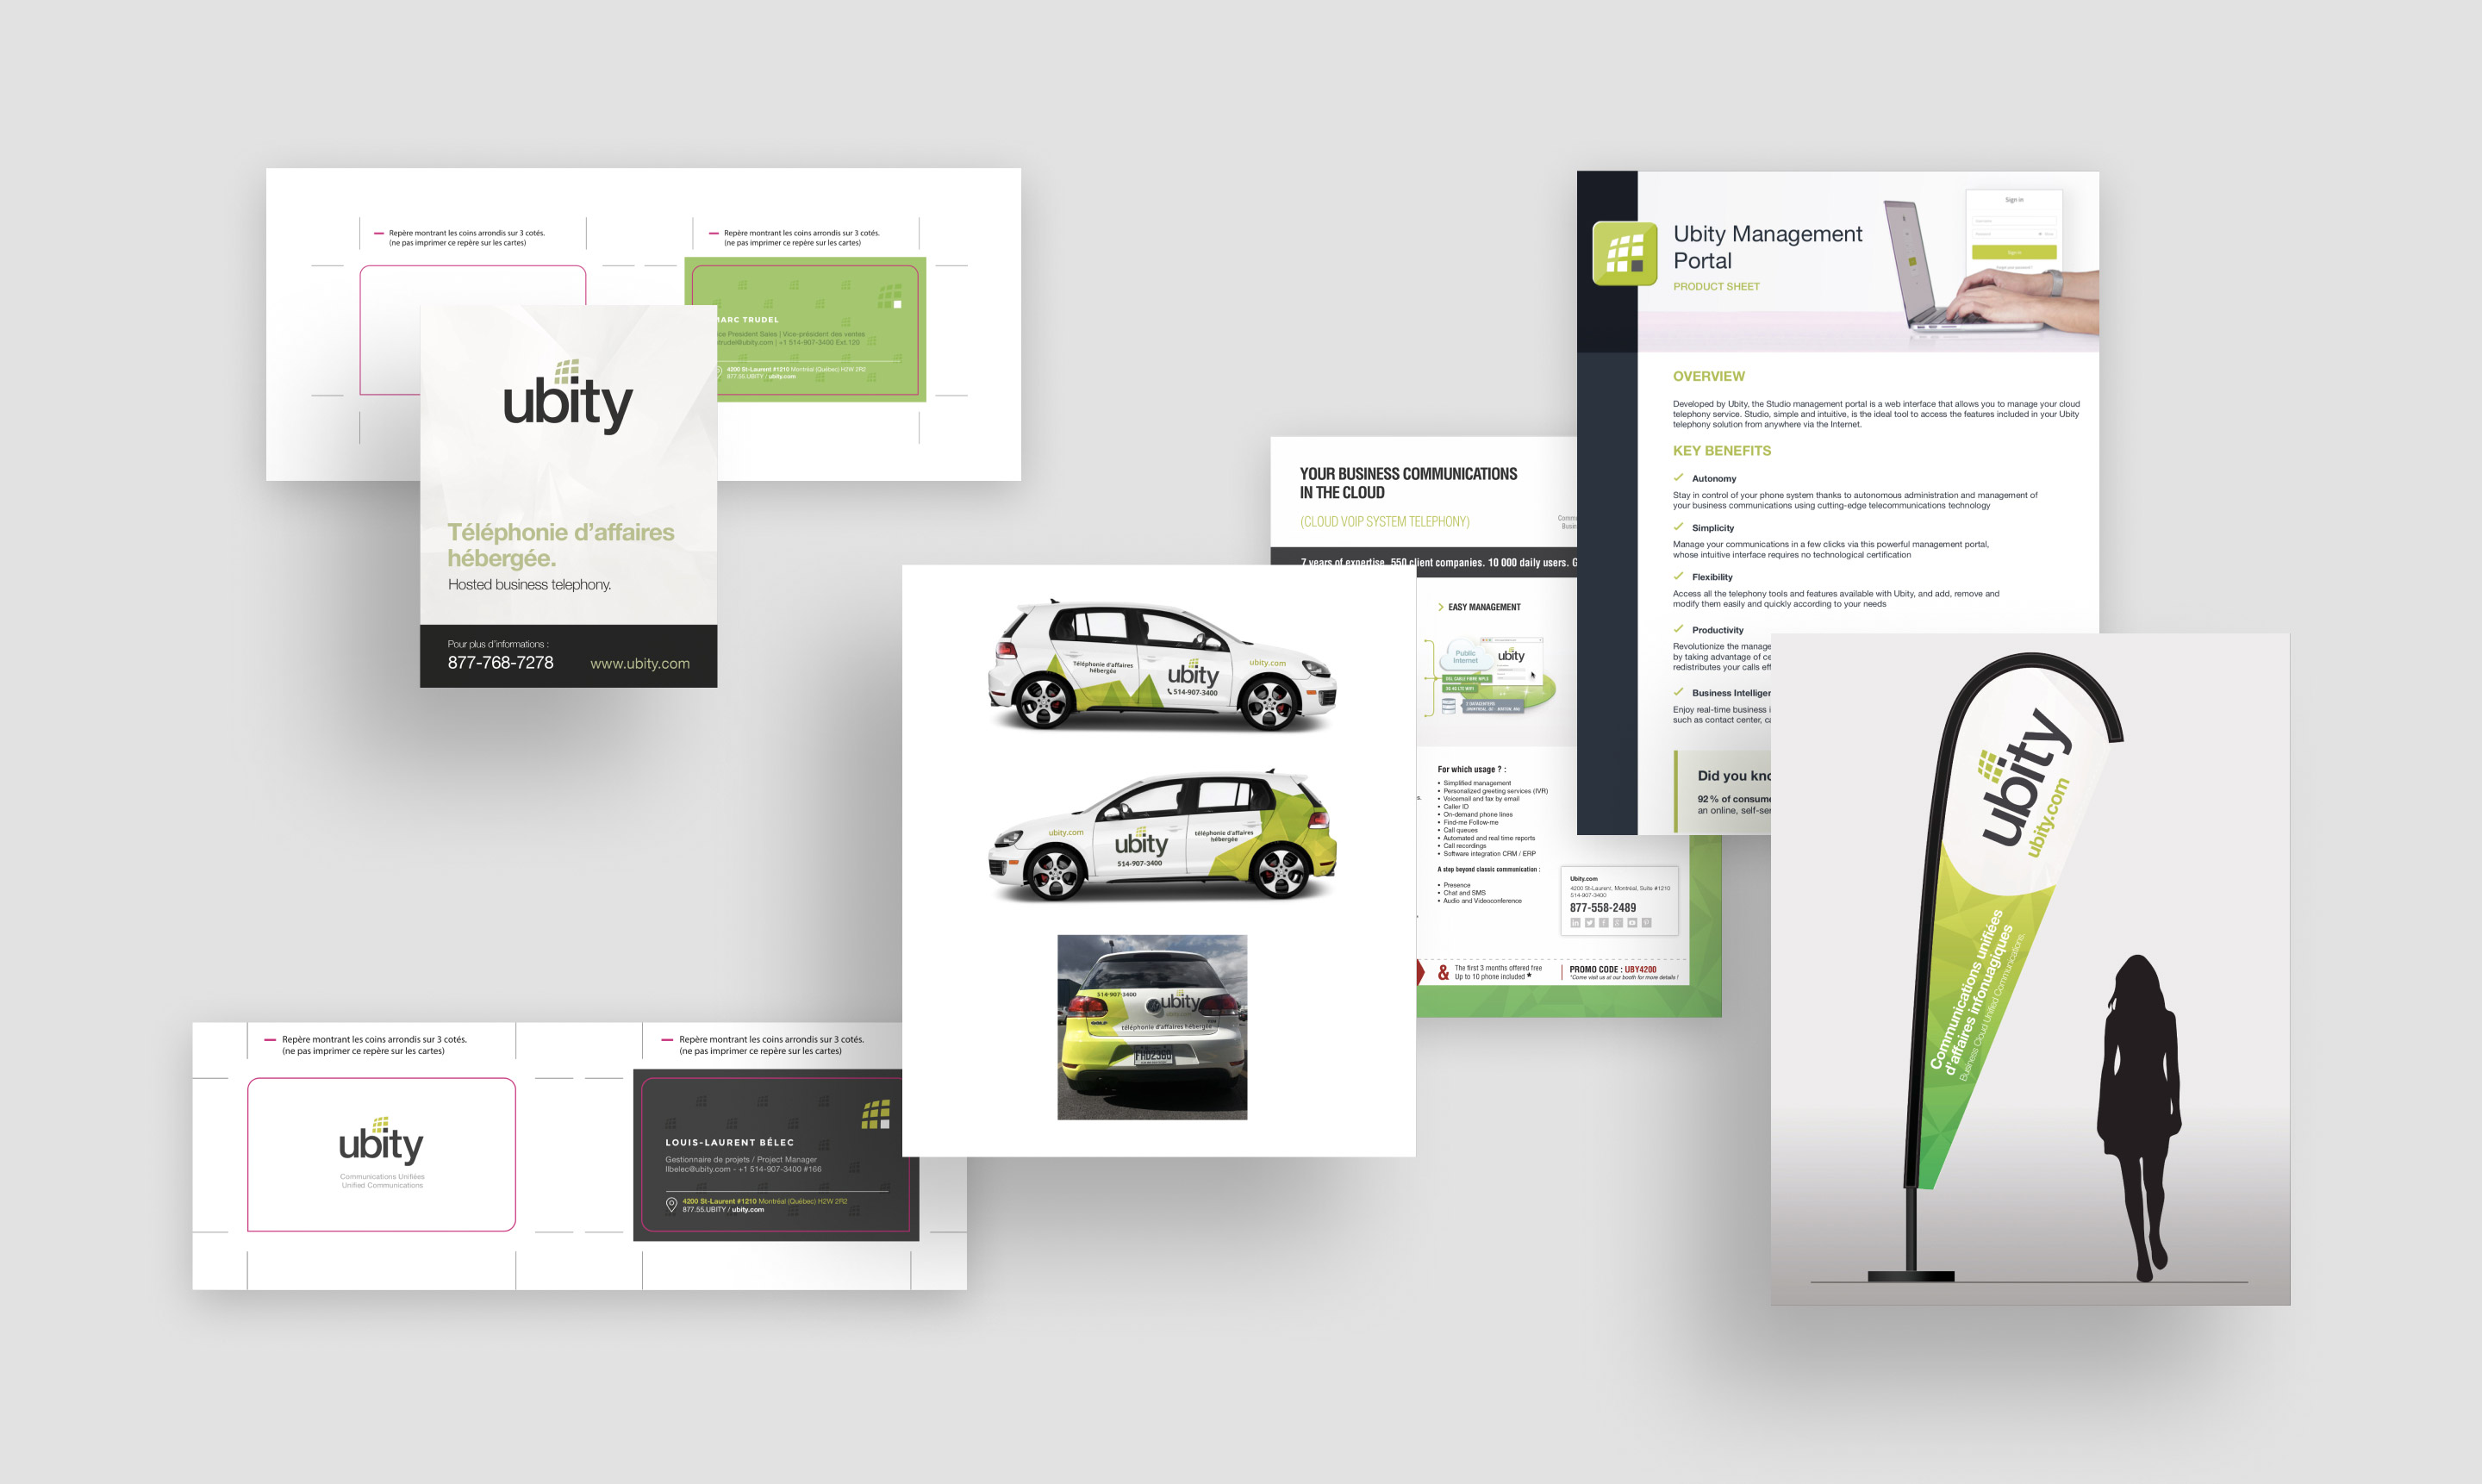 Repère montrant les coins arrondis sur 3 cotés.
(ne pas imprimer ce repère sur les cartes)
Repère montrant les coins arrondis sur 3 cotés.
(ne pas imprimer ce repère sur les cartes)
MARC TRUDEL
President Sales | Vice-président des ventes
trudel@ubity.com | +1 514-907-3400 Ext.120
4200 St-Laurent #1210 Montréal (Québec) H2W 2R2
877.55.UBITY / ubity.com
ubity
Téléphonie d'affaires
hébergée.
Hosted business telephony.
Pour plus d'informations :
877-768-7278
www.ubity.com
Repère montrant les coins arrondis sur 3 cotés.
(ne pas imprimer ce repère sur les cartes)
Repère montrant les coins arrondis sur 3 cotés.
(ne pas imprimer ce repère sur les cartes)
ubity
Communications Unifiées
Unified Communications
LOUIS-LAURENT BÉLEC
Gestionnaire de projets / Project Manager
llbelec@ubity.com - +1 514-907-3400 #166
4200 St-Laurent #1210 Montréal (Québec) H2W 2R2
877.55.UBITY / ubity.com
Téléphonie d'affaires
hébergée
ubity
514-907-3400
ubity.com
ubity.com
ubity
514-907-3400
téléphonie d'affaires
hébergée
514-907-3400
ubity
GOLF
téléphonie d'affaires hébergée
YOUR BUSINESS COMMUNICATIONS
IN THE CLOUD
(CLOUD VOIP SYSTEM TELEPHONY)
7 years of expertise. 550 client companies. 10 000 daily users.
EASY MANAGEMENT
Public
Internet
ubity
DSL CABLE FIBRE MPLS
3G 4G LTE WIFI
For which usage ? :
• Simplified management
• Personalized greeting services (IVR)
• Voicemail and fax by email
• Caller ID
• On-demand phone lines
• Find-me Follow-me
• Call queues
• Automated and real time reports
• Call recordings
• Software integration CRM / ERP
A step beyond classic communication :
• Presence
• Chat and SMS
• Audio and Videoconference
Ubity.com
4200 St-Laurent, Montréal, Suite #1210
514-907-3400
877-558-2489
& The first 3 months offered free
Up to 10 phone included *
PROMO CODE : UBY4200
*Come visit us at our booth for more details !
Ubity Management
Portal
PRODUCT SHEET
Sign in
Sign in
OVERVIEW
Developed by Ubity, the Studio management portal is a web interface that allows you to manage your cloud
telephony service. Studio, simple and intuitive, is the ideal tool to access the features included in your Ubity
telephony solution from anywhere via the Internet.
KEY BENEFITS
Autonomy
Stay in control of your phone system thanks to autonomous administration and management of
your business communications using cutting-edge telecommunications technology
Simplicity
Manage your communications in a few clicks via this powerful management portal,
whose intuitive interface requires no technological certification
Flexibility
Access all the telephony tools and features available with Ubity, and add, remove and
modify them easily and quickly according to your needs
Productivity
Revolutionize the manage
by taking advantage of ce
redistributes your calls
Business
Enjoy real-time business
such as contact center,
Did you
92 % of
an online,
ubity
ubity.com
Communications unifiées
d'affaires infonuagiques
Business Cloud Unified Communications.